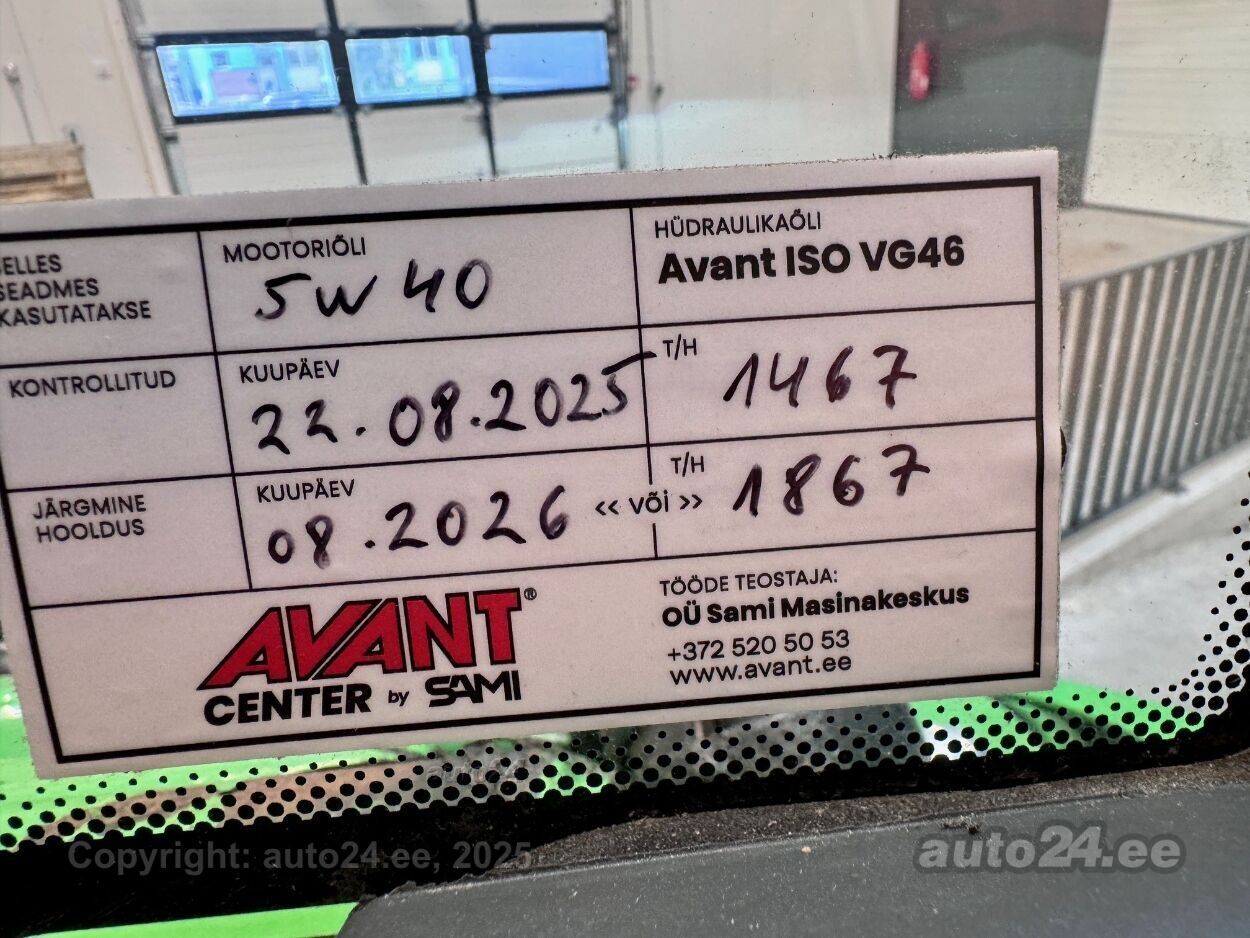 SELLES
SEADMES
KASUTATAKSE
MOOTORIÕLI
5W40
HÜDRAULIKAÕLI
Avant ISO VG46
KONTROLLITUD
KUUPÄEV
22.08.2025
T/H
1467
JÄRGMINE
HOOLDUS
KUUPÄEV
08.2026
<< või >>
T/H
1867
AVANT®
CENTER by SAMI
TÖÖDE TEOSTAJA:
OÜ Sami Masinakeskus
+372 520 50 53
www.avant.ee
Copyright: auto24.ee, 2025
auto24.ee